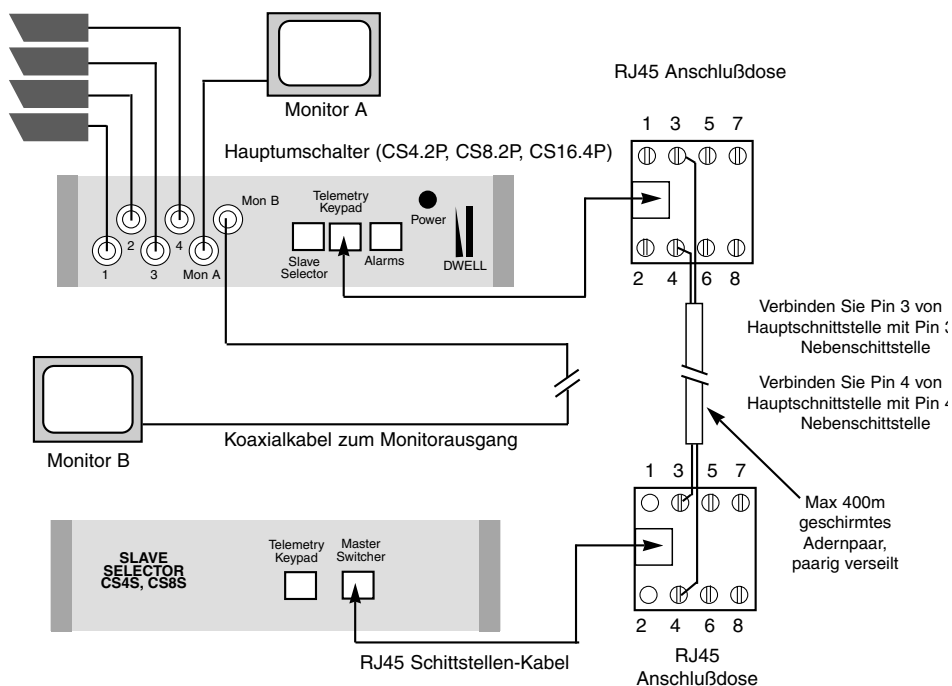 Monitor A
RJ45 Anschlußdose
1 3 5 7
Hauptumschalter (CS4.2P, CS8.2P, CS16.4P)
Mon B
Telemetry
Keypad
Power
2
4
1
3
Mon A
Slave
Selector
Alarms
DWELL
2 4 6 8
Verbinden Sie Pin 3 von
Hauptschnittstelle mit Pin 3
Nebenschittstelle
Verbinden Sie Pin 4 von
Hauptschnittstelle mit Pin 4
Nebenschittstelle
Koaxialkabel zum Monitorausgang
Monitor B
1 3 5 7
Max 400m
geschirmtes
Adernpaar,
paarig verseilt
SLAVE
SELECTOR
CS4S, CS8S
Telemetry
Keypad
Master
Switcher
2 4 6 8
RJ45 Schittstellen-Kabel
RJ45
Anschlußdose